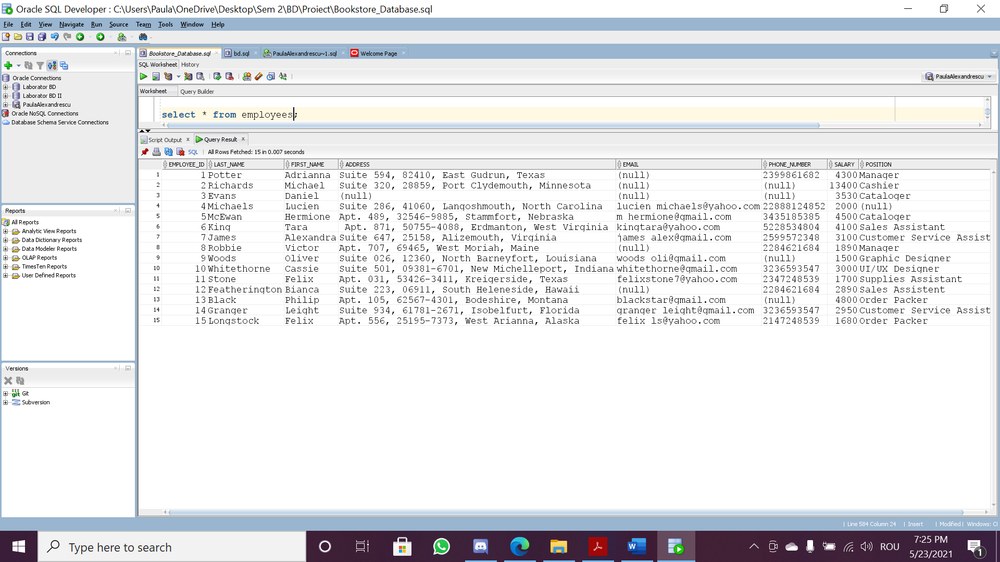 Oracle SQL Developer : C:\Users\Paula\OneDrive\Desktop\Sem 2\BD\Proiect\Bookstore_Database.sql
File Edit View Navigate Run Source Team Tools Window Help
Connections
Oracle Connections
Laborator BD
Laborator BD II
PaulaAlexandrescu
Oracle NoSQL Connections
Database Schema Service Connections
Reports
All Reports
Analytic View Reports
Data Dictionary Reports
Data Modeler Reports
OLAP Reports
TimesTen Reports
User Defined Reports
Versions
Git
Subversion
Bookstore_Database.sql bd.sql PaulaAlexandrescu~1.sql Welcome Page
SQL Worksheet History
PaulaAlexandrescu
Worksheet Query Builder
select * from employees;
Script Output Query Result
SQL All Rows Fetched: 15 in 0.007 seconds
EMPLOYEE_ID LAST_NAME FIRST_NAME ADDRESS EMAIL PHONE_NUMBER SALARY POSITION
1 1 Potter Adrianna Suite 594, 82410, East Gudrun, Texas (null) 2399861682 4300 Manager
2 2 Richards Michael Suite 320, 28859, Port Clydemouth, Minnesota (null) (null) 13400 Cashier
3 3 Evans Daniel (null) (null) (null) 3530 Cataloger
4 4 Michaels Lucien Suite 286, 41060, Langoshmouth, North Carolina lucien_michaels@yahoo.com 22888124852 2000 (null)
5 5 McEwan Hermione Apt. 489, 32546-9885, Stammfort, Nebraska m_hermione@gmail.com 3435185385 4500 Cataloger
6 6 King Tara Apt. 871, 50755-4088, Erdmanton, West Virginia kingtara@yahoo.com 5228534804 4100 Sales Assistant
7 7 James Alexandra Suite 647, 25158, Alizemouth, Virginia james_alex@gmail.com 2599572348 3100 Customer Service Assist
8 8 Robbie Victor Apt. 707, 69465, West Moriah, Maine (null) 2284621684 1890 Manager
9 9 Woods Oliver Suite 026, 12360, North Barneyfort, Louisiana woods_oli@gmail.com (null) 1500 Graphic Designer
10 10 Whitethorne Cassie Suite 501, 09381-6701, New Michelleport, Indiana whitethorne@gmail.com 3236593547 3000 UI/UX Designer
11 11 Stone Felix Apt. 031, 53426-3411, Kreigerside, Texas felixstone7@yahoo.com 2347248539 1700 Supplies Assistant
12 12 Featherington Bianca Suite 223, 06911, South Heleneside, Hawaii (null) 2284621684 2890 Sales Assistent
13 13 Black Philip Apt. 105, 62567-4301, Bodeshire, Montana blackstar@gmail.com (null) 4800 Order Packer
14 14 Granger Leight Suite 934, 61781-2671, Isobelfurt, Florida granger_leight@gmail.com 3236593547 2950 Customer Service Assist
15 15 Longstock Felix Apt. 556, 25195-7373, West Arianna, Alaska felix_ls@yahoo.com 2147248539 1680 Order Packer
Line 584 Column 24 Insert Modified Windows: Cl
Type here to search
ROU
7:25 PM
5/23/2021
1